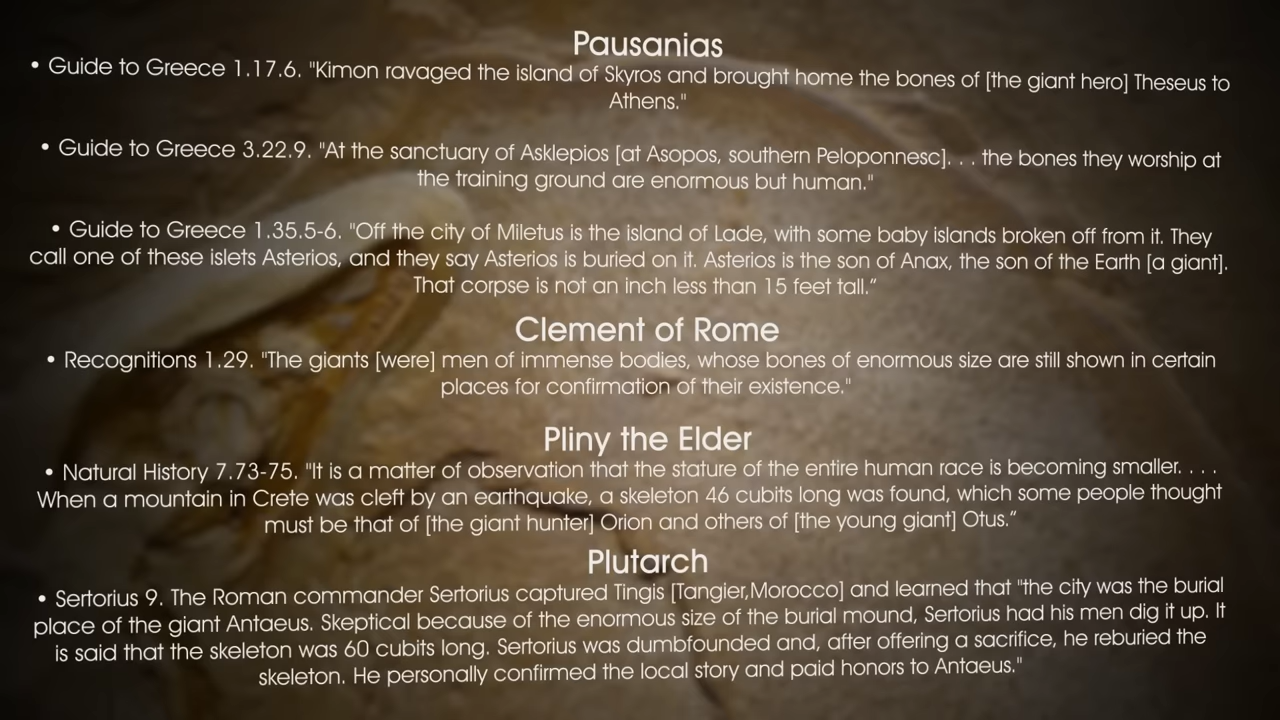 Pausanias
• Guide to Greece 1.17.6. "Kimon ravaged the island of Skyros and brought home the bones of [the giant hero] Theseus to
Athens."
• Guide to Greece 3.22.9. "At the sanctuary of Asklepios [at Asopos, southern Peloponnesc]. . . the bones they worship at
the training ground are enormous but human."
• Guide to Greece 1.35.5-6. "Off the city of Miletus is the island of Lade, with some baby islands broken off from it. They
call one of these islets Asterios, and they say Asterios is buried on it. Asterios is the son of Anax, the son of the Earth [a giant].
That corpse is not an inch less than 15 feet tall.”
Clement of Rome
• Recognitions 1.29. "The giants [were] men of immense bodies, whose bones of enormous size are still shown in certain
places for confirmation of their existence."
Pliny the Elder
• Natural History 7.73-75. "It is a matter of observation that the stature of the entire human race is becoming smaller. . . .
When a mountain in Crete was cleft by an earthquake, a skeleton 46 cubits long was found, which some people thought
must be that of [the giant hunter] Orion and others of [the young giant] Otus.”
Plutarch
• Sertorius 9. The Roman commander Sertorius captured Tingis [Tangier,Morocco] and learned that "the city was the burial
place of the giant Antaeus. Skeptical because of the enormous size of the burial mound, Sertorius had his men dig it up. It
is said that the skeleton was 60 cubits long. Sertorius was dumbfounded and, after offering a sacrifice, he reburied the
skeleton. He personally confirmed the local story and paid honors to Antaeus."